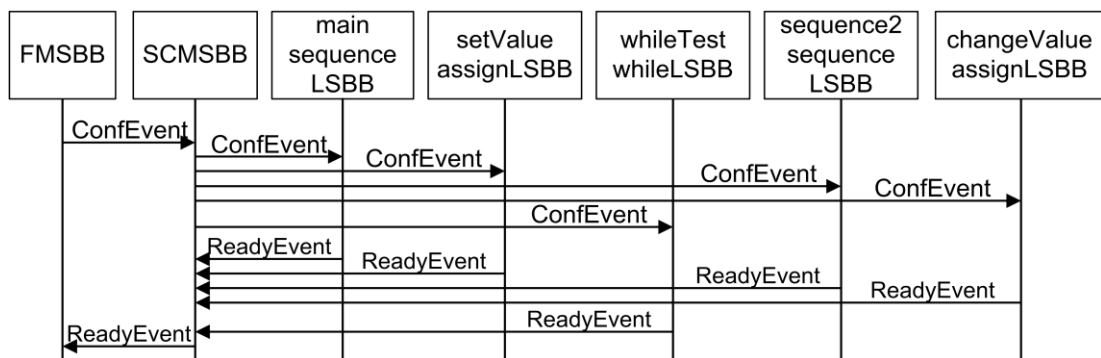 FMSBB
SCMSBB
main
sequence
LSBB
setValue
assignLSBB
whileTest
whileLSBB
sequence2
sequence
LSBB
changeValue
assignLSBB
ConfEvent
ConfEvent
ConfEvent
ConfEvent
ConfEvent
ConfEvent
ReadyEvent
ReadyEvent
ReadyEvent
ReadyEvent
ReadyEvent
ReadyEvent